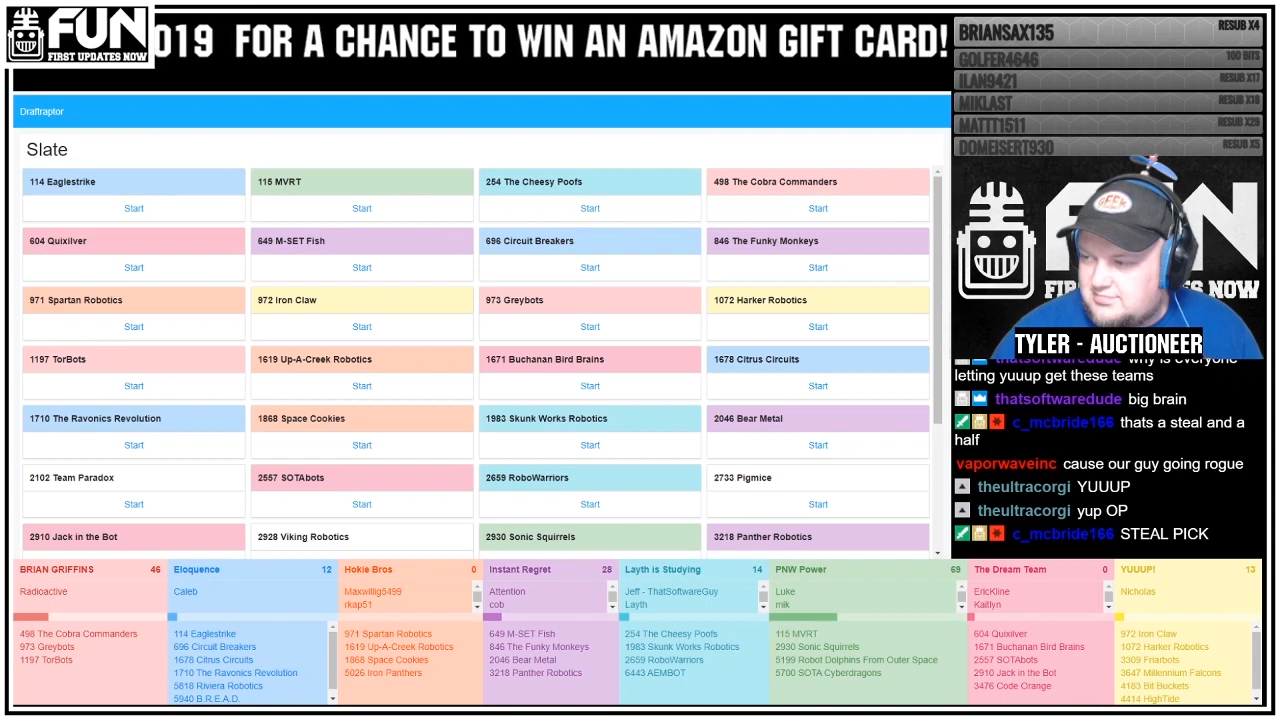 FUN
FIRST UPDATES NOW
019 FOR A CHANCE TO WIN AN AMAZON GIFT CARD!
BRIANSAX135 RESUB X4
GOLFER4646 100 BITS
ILAN9421 RESUB X17
MIKLAST RESUB X18
MATTT1511 RESUB X29
DOMEISERT930 RESUB X5
Draftraptor
Slate
114 Eaglestrike
115 MVRT
254 The Cheesy Poofs
498 The Cobra Commanders
Start
Start
Start
Start
604 Quixilver
649 M-SET Fish
696 Circuit Breakers
846 The Funky Monkeys
Start
Start
Start
Start
971 Spartan Robotics
972 Iron Claw
973 Greybots
1072 Harker Robotics
Start
Start
Start
Start
1197 TorBots
1619 Up-A-Creek Robotics
1671 Buchanan Bird Brains
1678 Citrus Circuits
Start
Start
Start
Start
1710 The Ravonics Revolution
1868 Space Cookies
1983 Skunk Works Robotics
2046 Bear Metal
Start
Start
Start
Start
2102 Team Paradox
2557 SOTAbots
2659 RoboWarriors
2733 Pigmice
Start
Start
Start
Start
2910 Jack in the Bot
2928 Viking Robotics
2930 Sonic Squirrels
3218 Panther Robotics
GEEK
FUN
FIR NOW
TYLER - AUCTIONEER
thatsoftwaredude why is everyone
letting yuuup get these teams
thatsoftwaredude big brain
c_mcbride166 thats a steal and a
half
vaporwaveinc cause our guy going rogue
theultracorgi YUUUP
theultracorgi yup OP
c_mcbride166 STEAL PICK
BRIAN GRIFFINS 46
Radioactive
498 The Cobra Commanders
973 Greybots
1197 TorBots
Eloquence 12
Caleb
114 Eaglestrike
696 Circuit Breakers
1678 Citrus Circuits
1710 The Ravonics Revolution
5818 Riviera Robotics
5940 B.R.E.A.D.
Hokie Bros 0
Maxwillig5499
rkap51
971 Spartan Robotics
1619 Up-A-Creek Robotics
1868 Space Cookies
5026 Iron Panthers
Instant Regret 28
Attention
cob
649 M-SET Fish
846 The Funky Monkeys
2046 Bear Metal
3218 Panther Robotics
Layth is Studying 14
Jeff - ThatSoftwareGuy
Layth
254 The Cheesy Poofs
1983 Skunk Works Robotics
2659 RoboWarriors
6443 AEMBOT
PNW Power 69
Luke
mik
115 MVRT
2930 Sonic Squirrels
5199 Robot Dolphins From Outer Space
5700 SOTA Cyberdragons
The Dream Team 0
EricKline
Kaitlyn
604 Quixilver
1671 Buchanan Bird Brains
2557 SOTAbots
2910 Jack in the Bot
3476 Code Orange
YUUUP! 13
Nicholas
972 Iron Claw
1072 Harker Robotics
3309 Friarbots
3647 Millennium Falcons
4183 Bit Buckets
4414 HighTide